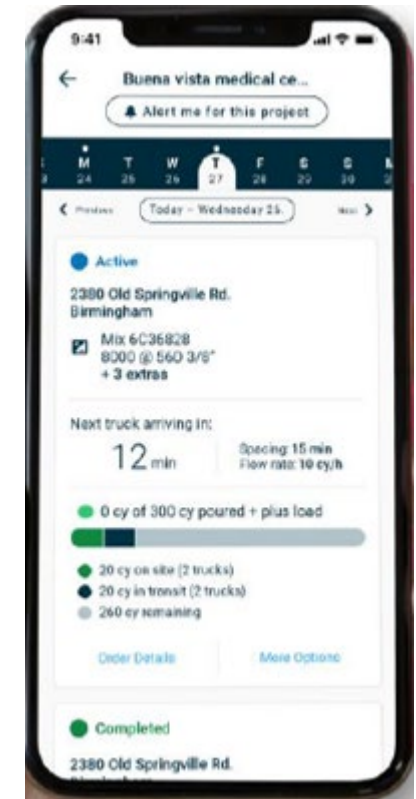 9:41
Buena vista medical ce...
Alert me for this project
M T W T F S S
24 25 26 27 28 29 30
Previous Today - Wednesday 26. Next
Active
2380 Old Springville Rd.
Birmingham
Mix 6C36828
8000 @ 560 3/8"
+ 3 extras
Next truck arriving in:
12 min
Spacing: 15 min
Flow rate: 10 cy/h
0 cy of 300 cy poured + plus load
20 cy on site (2 trucks)
20 cy in transit (2 trucks)
260 cy remaining
Order Details More Options
Completed
2380 Old Springville Rd.